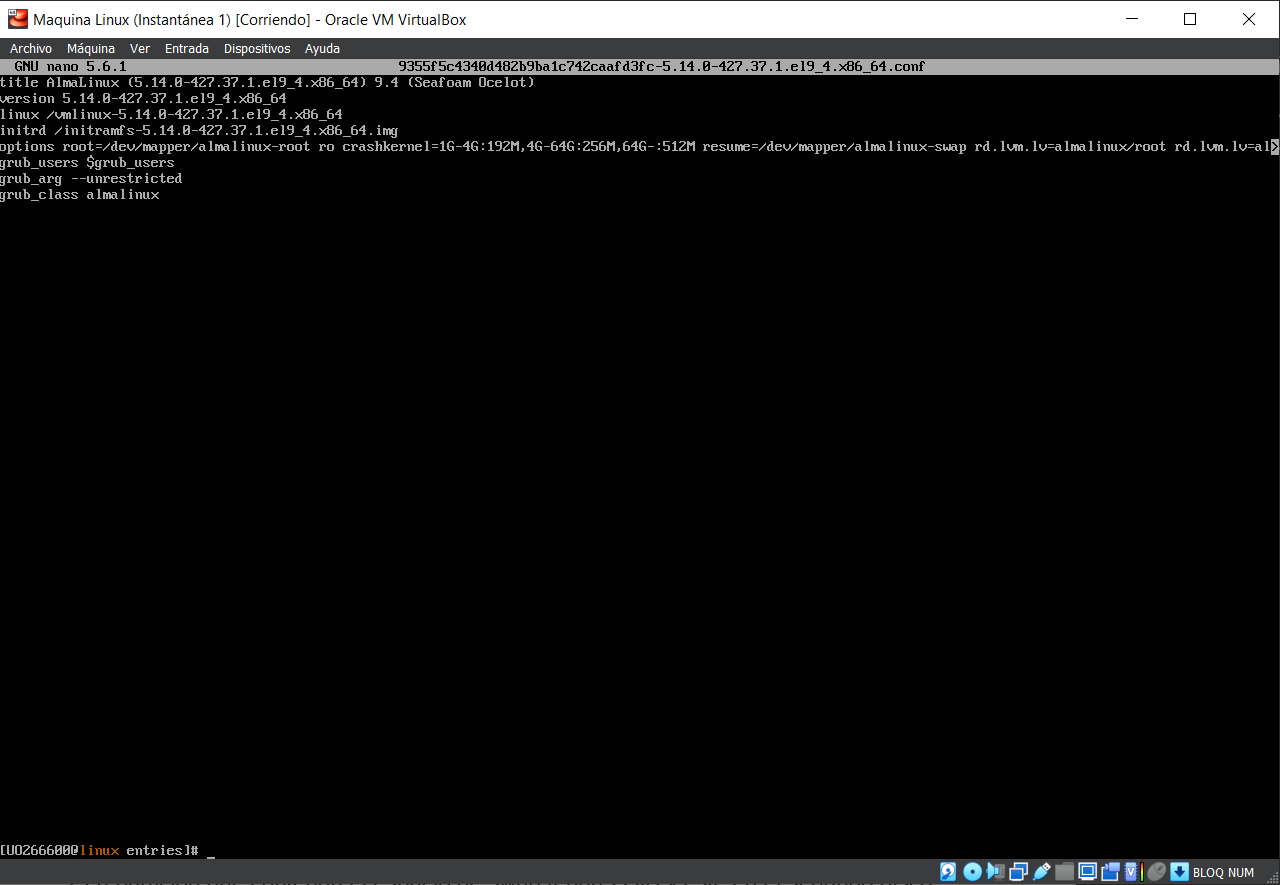 Maquina Linux (Instantánea 1) [Corriendo] - Oracle VM VirtualBox
Archivo Máquina Ver Entrada Dispositivos Ayuda
GNU nano 5.6.1 9355f5c4340d482b9ba1c742caafd3fc-5.14.0-427.37.1.el9_4.x86_64.conf
title AlmaLinux (5.14.0-427.37.1.el9_4.x86_64) 9.4 (Seafoam Ocelot)
version 5.14.0-427.37.1.el9_4.x86_64
linux /vmlinux-5.14.0-427.37.1.el9_4.x86_64
initrd /initramfs-5.14.0-427.37.1.el9_4.x86_64.img
options root=/dev/mapper/almalinux-root ro crashkernel=1G-4G:192M,4G-64G:256M,64G-:512M resume=/dev/mapper/almalinux-swap rd.lvm.lv=almalinux/root rd.lvm.lv=al>
grub_users $grub_users
grub_arg --unrestricted
grub_class almalinux
[UO266600@linux entries]# _
BLOQ NUM